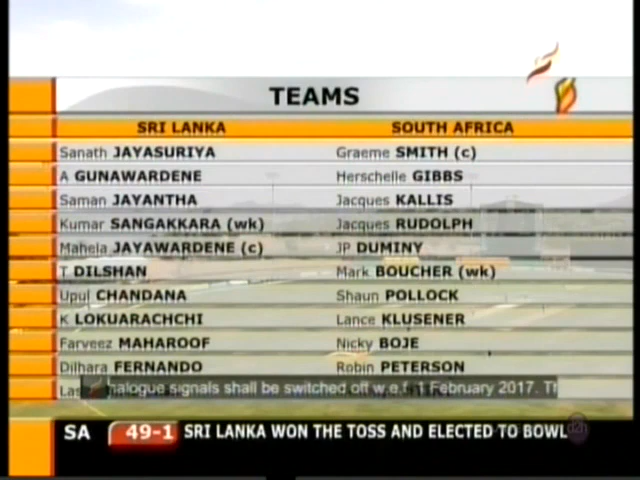 TEAMS
SRI LANKA SOUTH AFRICA
Sanath JAYASURIYA Graeme SMITH (c)
A GUNAWARDENE Herschelle GIBBS
Saman JAYANTHA Jacques KALLIS
Kumar SANGAKKARA (wk) Jacques RUDOLPH
Mahela JAYAWARDENE (c) JP DUMINY
T DILSHAN Mark BOUCHER (wk)
Upul CHANDANA Shaun POLLOCK
K LOKUARACHCHI Lance KLUSENER
Farveez MAHAROOF Nicky BOJE
Dilhara FERNANDO Robin PETERSON
nalogue signals shall be switched off w.e.f. 1 February 2017. Th
SA 49-1 SRI LANKA WON THE TOSS AND ELECTED TO BOWL